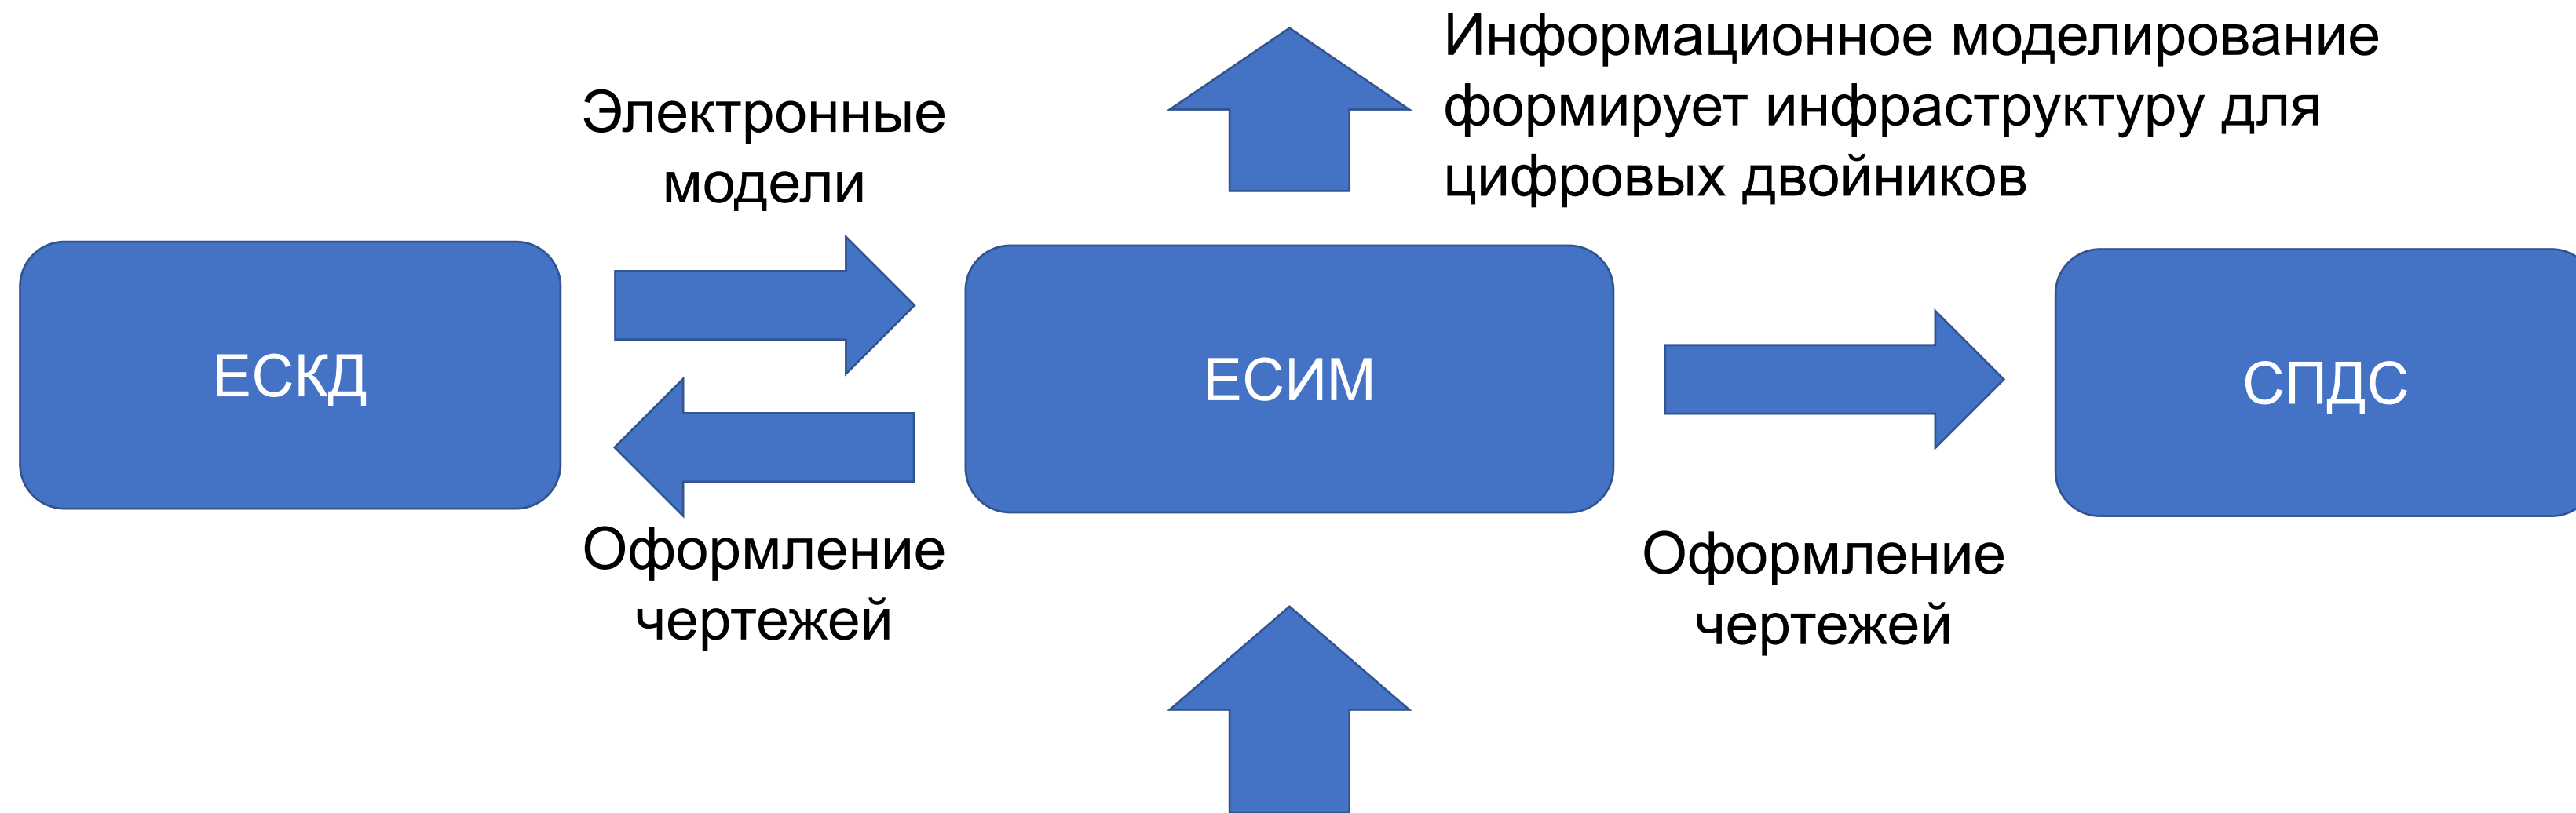 Информационное моделирование
формирует инфраструктуру для
цифровых двойников
Электронные
модели
ЕСКД
ЕСИМ
СПДС
Оформление
чертежей
Оформление
чертежей